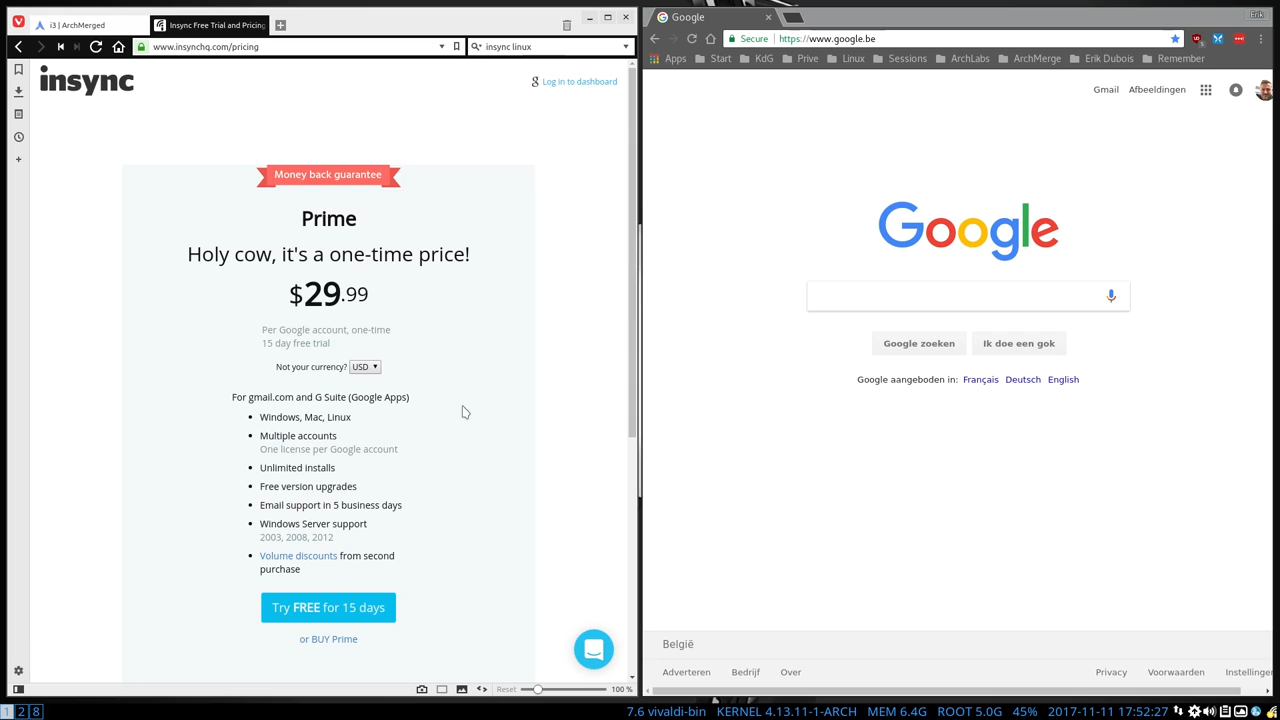 i3 | ArchMerged
Insync Free Trial and Pricing
www.insynchq.com/pricing
insync linux
insync
Log in to dashboard
Money back guarantee
Prime
Holy cow, it's a one-time price!
$29.99
Per Google account, one-time
15 day free trial
Not your currency? USD
For gmail.com and G Suite (Google Apps)
Windows, Mac, Linux
Multiple accounts
One license per Google account
Unlimited installs
Free version upgrades
Email support in 5 business days
Windows Server support
2003, 2008, 2012
Volume discounts from second
purchase
Try FREE for 15 days
or BUY Prime
Reset 100 %
Google
Erik
Secure https://www.google.be
Apps Start KdG Prive Linux Sessions ArchLabs ArchMerge Erik Dubois Remember
Gmail Afbeeldingen
Google
Google zoeken Ik doe een gok
Google aangeboden in: Français Deutsch English
België
Adverteren Bedrijf Over Privacy Voorwaarden Instellinger
1 2 8
7.6 vivaldi-bin KERNEL 4.13.11-1-ARCH MEM 6.4G ROOT 5.0G 45% 2017-11-11 17:52:27